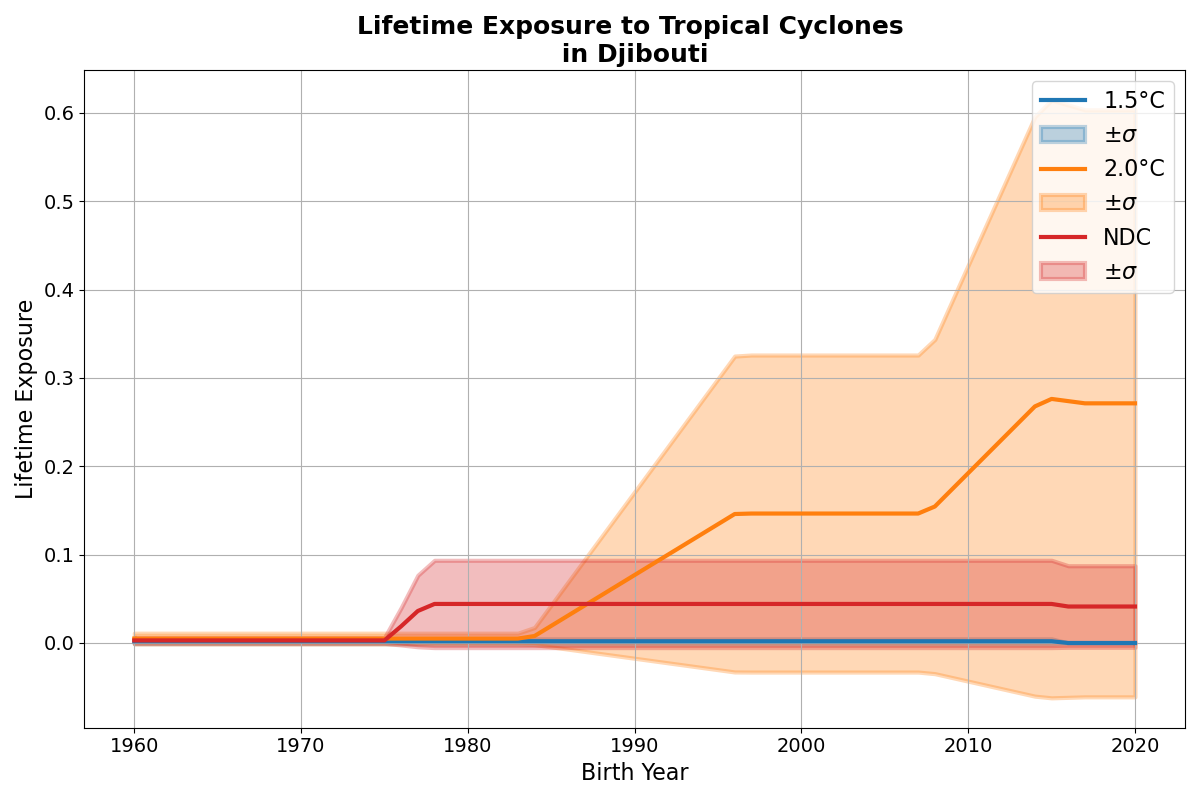 Lifetime Exposure to Tropical Cyclones
in Djibouti
1.5°C
±σ
2.0°C
±σ
NDC
±σ
Lifetime Exposure
0.6
0.5
0.4
0.3
0.2
0.1
0.0
1960
1970
1980
1990
2000
2010
2020
Birth Year